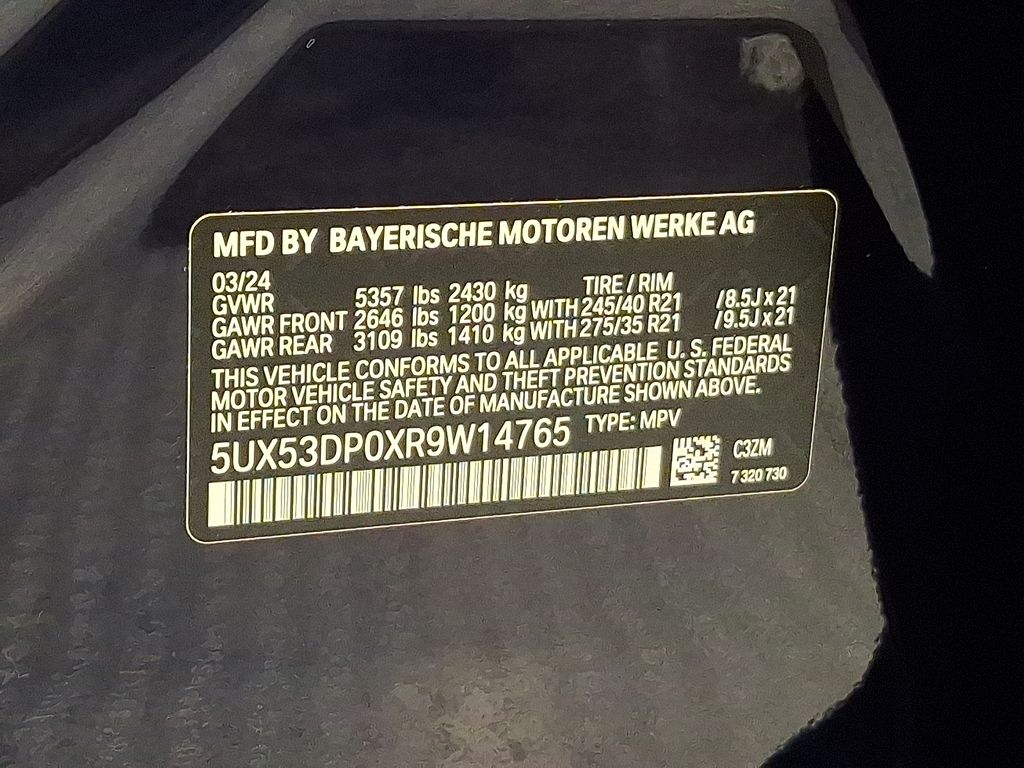 MFD BY BAYERISCHE MOTOREN WERKE AG
03/24 TIRE / RIM
GVWR 5357 lbs 2430 kg
GAWR FRONT 2646 lbs 1200 kg WITH 245/40 R21 /8.5J x 21
GAWR REAR 3109 lbs 1410 kg WITH 275/35 R21 /9.5J x 21
THIS VEHICLE CONFORMS TO ALL APPLICABLE U. S. FEDERAL
MOTOR VEHICLE SAFETY AND THEFT PREVENTION STANDARDS
IN EFFECT ON THE DATE OF MANUFACTURE SHOWN ABOVE.
5UX53DP0XR9W14765 TYPE: MPV
C3ZM
7 320 730